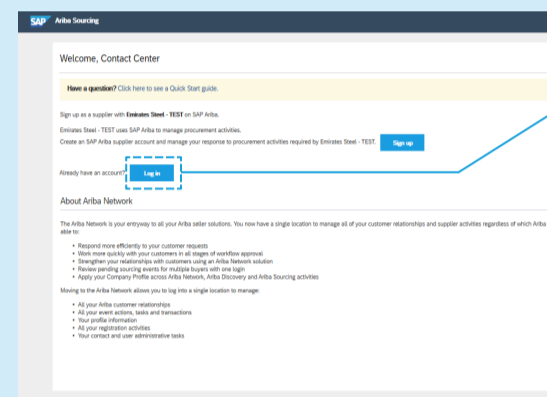 SAP Ariba Sourcing
Welcome, Contact Center
Have a question? Click here to see a Quick Start guide.
Sign up as a supplier with Emirates Steel - TEST on SAP Ariba.
Emirates Steel - TEST uses SAP Ariba to manage procurement activities.
Create an SAP Ariba supplier account and manage your response to procurement activities required by Emirates Steel - TEST. Sign up
Already have an account? Log in
About Ariba Network
The Ariba Network is your entryway to all your Ariba seller solutions. You now have a single location to manage all of your customer relationships and supplier activities regardless of which Ariba
able to:
• Respond more efficiently to your customer requests
• Work more quickly with your customers in all stages of workflow approval
• Strengthen your relationships with customers using an Ariba Network solution
• Review pending sourcing events for multiple buyers with one login
• Apply your Company Profile across Ariba Network, Ariba Discovery and Ariba Sourcing activities
Moving to the Ariba Network allows you to log into a single location to manage:
• All your Ariba customer relationships
• All your event actions, tasks and transactions
• Your profile information
• All your registration activities
• Your contact and user administrative tasks